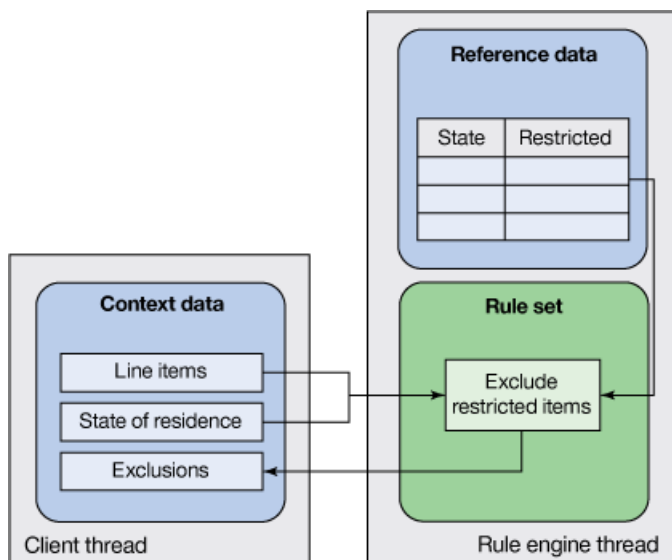 Reference data
State Restricted
Context data
Line items
State of residence
Exclusions
Client thread
Rule set
Exclude
restricted items
Rule engine thread